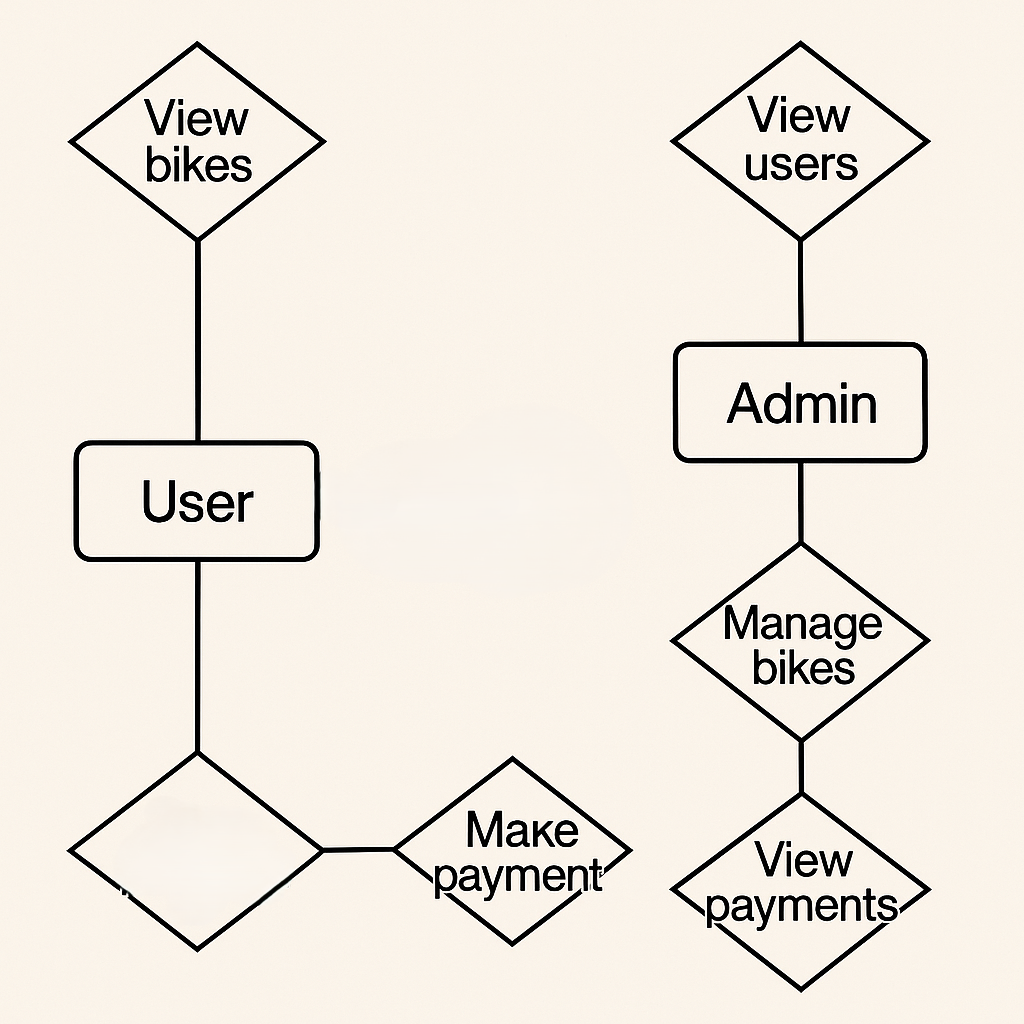 View
bikes
User
Make
payment
View
users
Admin
Manage
bikes
View
payments